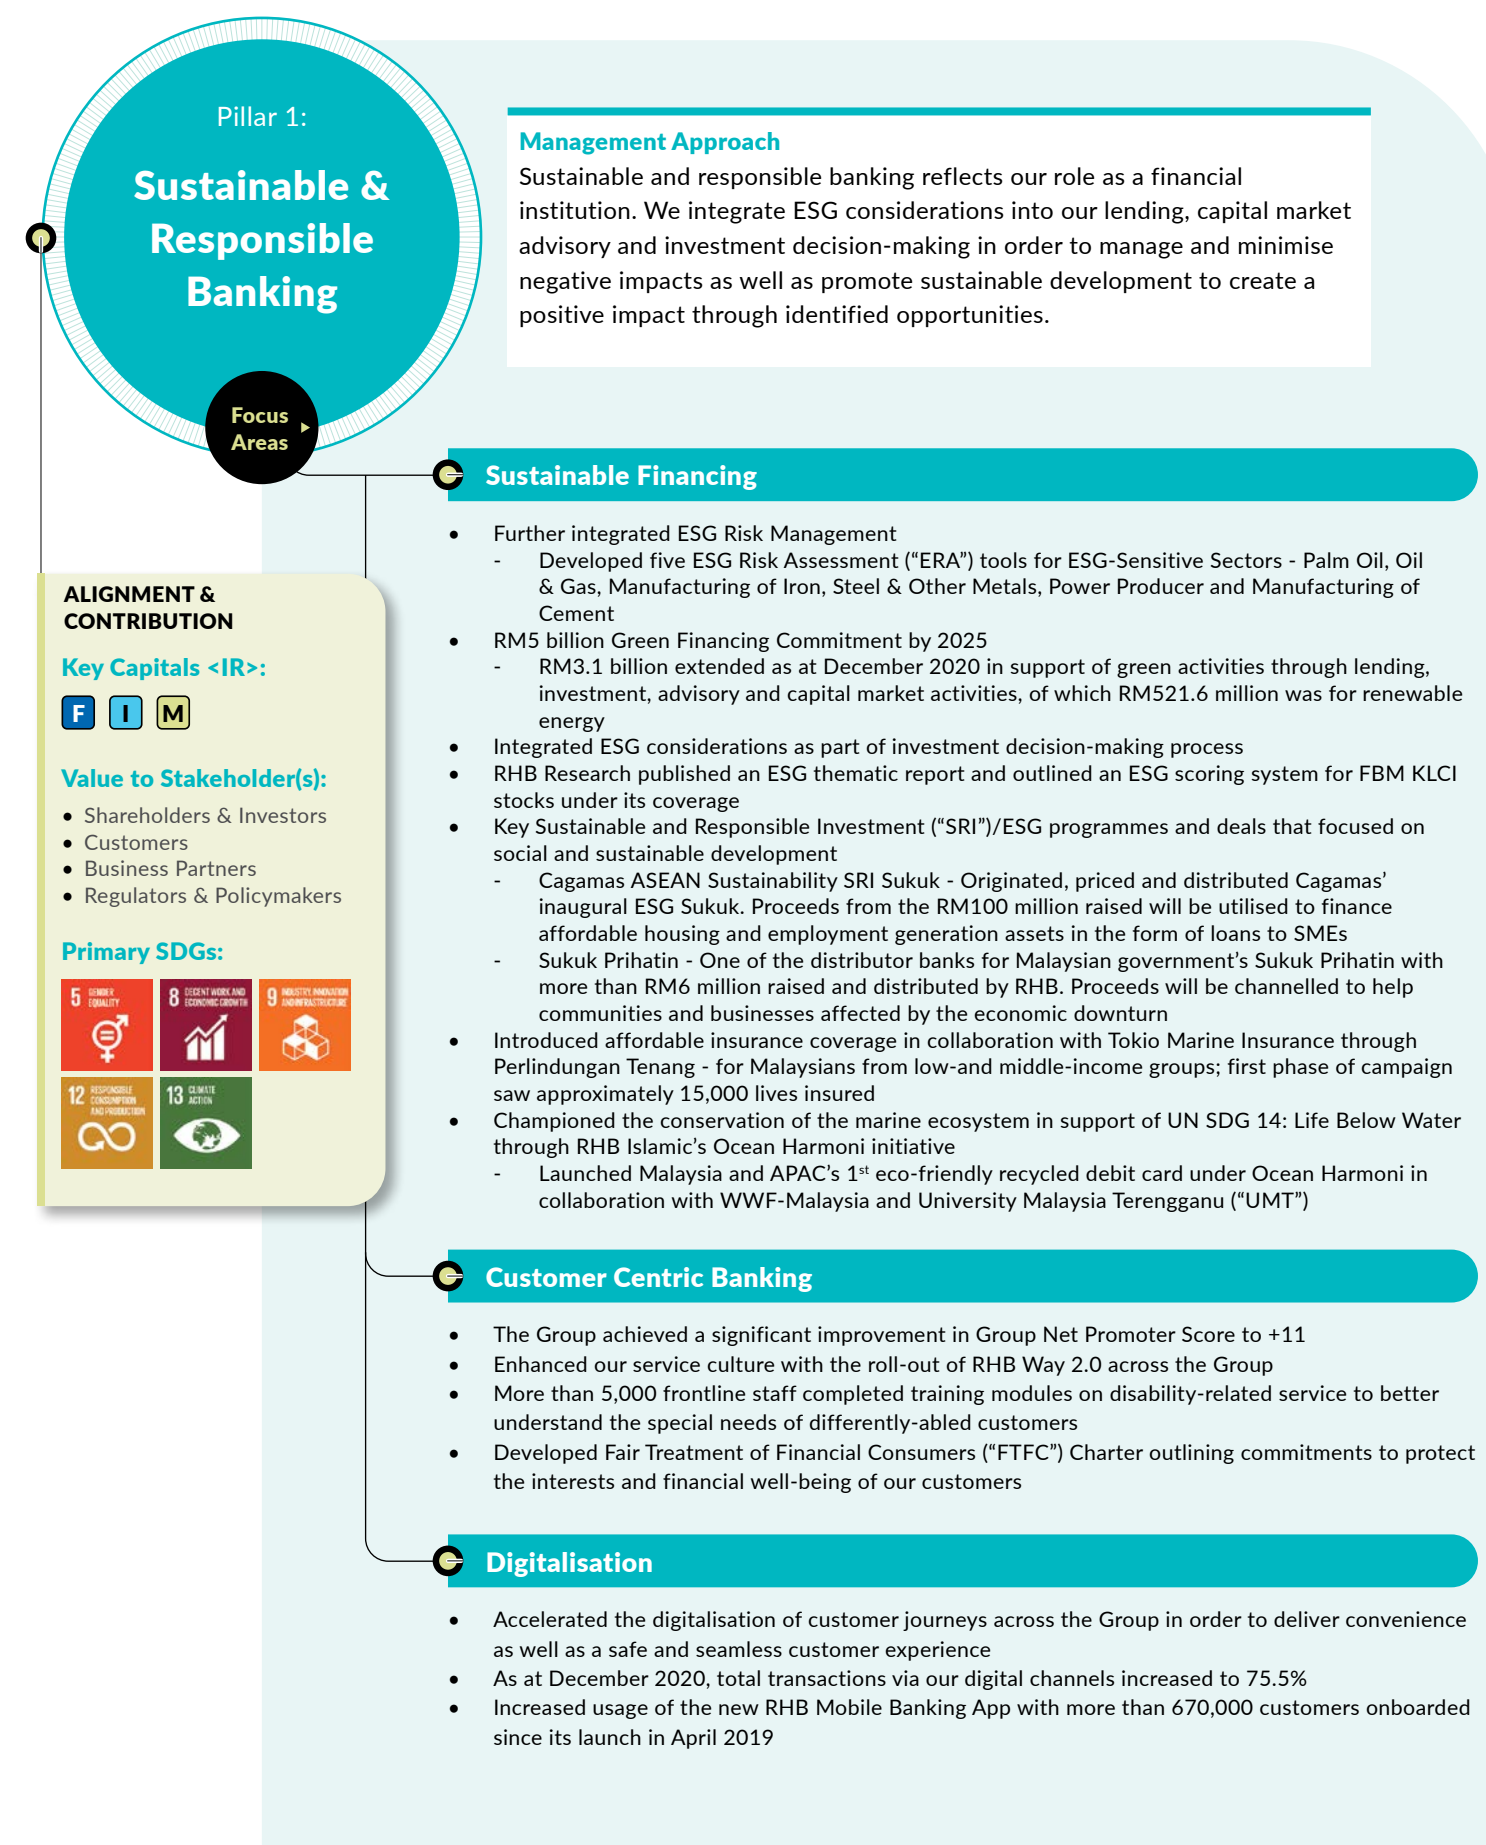 Pillar 1:
Sustainable &
Responsible
Banking
Focus
Areas
Management Approach
Sustainable and responsible banking reflects our role as a financial
institution. We integrate ESG considerations into our lending, capital market
advisory and investment decision-making in order to manage and minimise
negative impacts as well as promote sustainable development to create a
positive impact through identified opportunities.
ALIGNMENT &
CONTRIBUTION
Key Capitals <IR>:
F I M
Value to Stakeholder(s):
• Shareholders & Investors
• Customers
• Business Partners
• Regulators & Policymakers
Primary SDGs:
5 GENDER
EQUALITY
8 DECENT WORK AND
ECONOMIC GROWTH
9 INDUSTRY, INNOVATION
AND INFRASTRUCTURE
12 RESPONSIBLE
CONSUMPTION
AND PRODUCTION
13 CLIMATE
ACTION
Sustainable Financing
• Further integrated ESG Risk Management
- Developed five ESG Risk Assessment (“ERA”) tools for ESG-Sensitive Sectors - Palm Oil, Oil
& Gas, Manufacturing of Iron, Steel & Other Metals, Power Producer and Manufacturing of
Cement
• RM5 billion Green Financing Commitment by 2025
- RM3.1 billion extended as at December 2020 in support of green activities through lending,
investment, advisory and capital market activities, of which RM521.6 million was for renewable
energy
• Integrated ESG considerations as part of investment decision-making process
• RHB Research published an ESG thematic report and outlined an ESG scoring system for FBM KLCI
stocks under its coverage
• Key Sustainable and Responsible Investment (“SRI”)/ESG programmes and deals that focused on
social and sustainable development
- Cagamas ASEAN Sustainability SRI Sukuk - Originated, priced and distributed Cagamas’
inaugural ESG Sukuk. Proceeds from the RM100 million raised will be utilised to finance
affordable housing and employment generation assets in the form of loans to SMEs
- Sukuk Prihatin - One of the distributor banks for Malaysian government’s Sukuk Prihatin with
more than RM6 million raised and distributed by RHB. Proceeds will be channelled to help
communities and businesses affected by the economic downturn
• Introduced affordable insurance coverage in collaboration with Tokio Marine Insurance through
Perlindungan Tenang - for Malaysians from low-and middle-income groups; first phase of campaign
saw approximately 15,000 lives insured
• Championed the conservation of the marine ecosystem in support of UN SDG 14: Life Below Water
through RHB Islamic’s Ocean Harmoni initiative
- Launched Malaysia and APAC’s 1st eco-friendly recycled debit card under Ocean Harmoni in
collaboration with WWF-Malaysia and University Malaysia Terengganu (“UMT”)
Customer Centric Banking
• The Group achieved a significant improvement in Group Net Promoter Score to +11
• Enhanced our service culture with the roll-out of RHB Way 2.0 across the Group
• More than 5,000 frontline staff completed training modules on disability-related service to better
understand the special needs of differently-abled customers
• Developed Fair Treatment of Financial Consumers (“FTFC”) Charter outlining commitments to protect
the interests and financial well-being of our customers
Digitalisation
• Accelerated the digitalisation of customer journeys across the Group in order to deliver convenience
as well as a safe and seamless customer experience
• As at December 2020, total transactions via our digital channels increased to 75.5%
• Increased usage of the new RHB Mobile Banking App with more than 670,000 customers onboarded
since its launch in April 2019